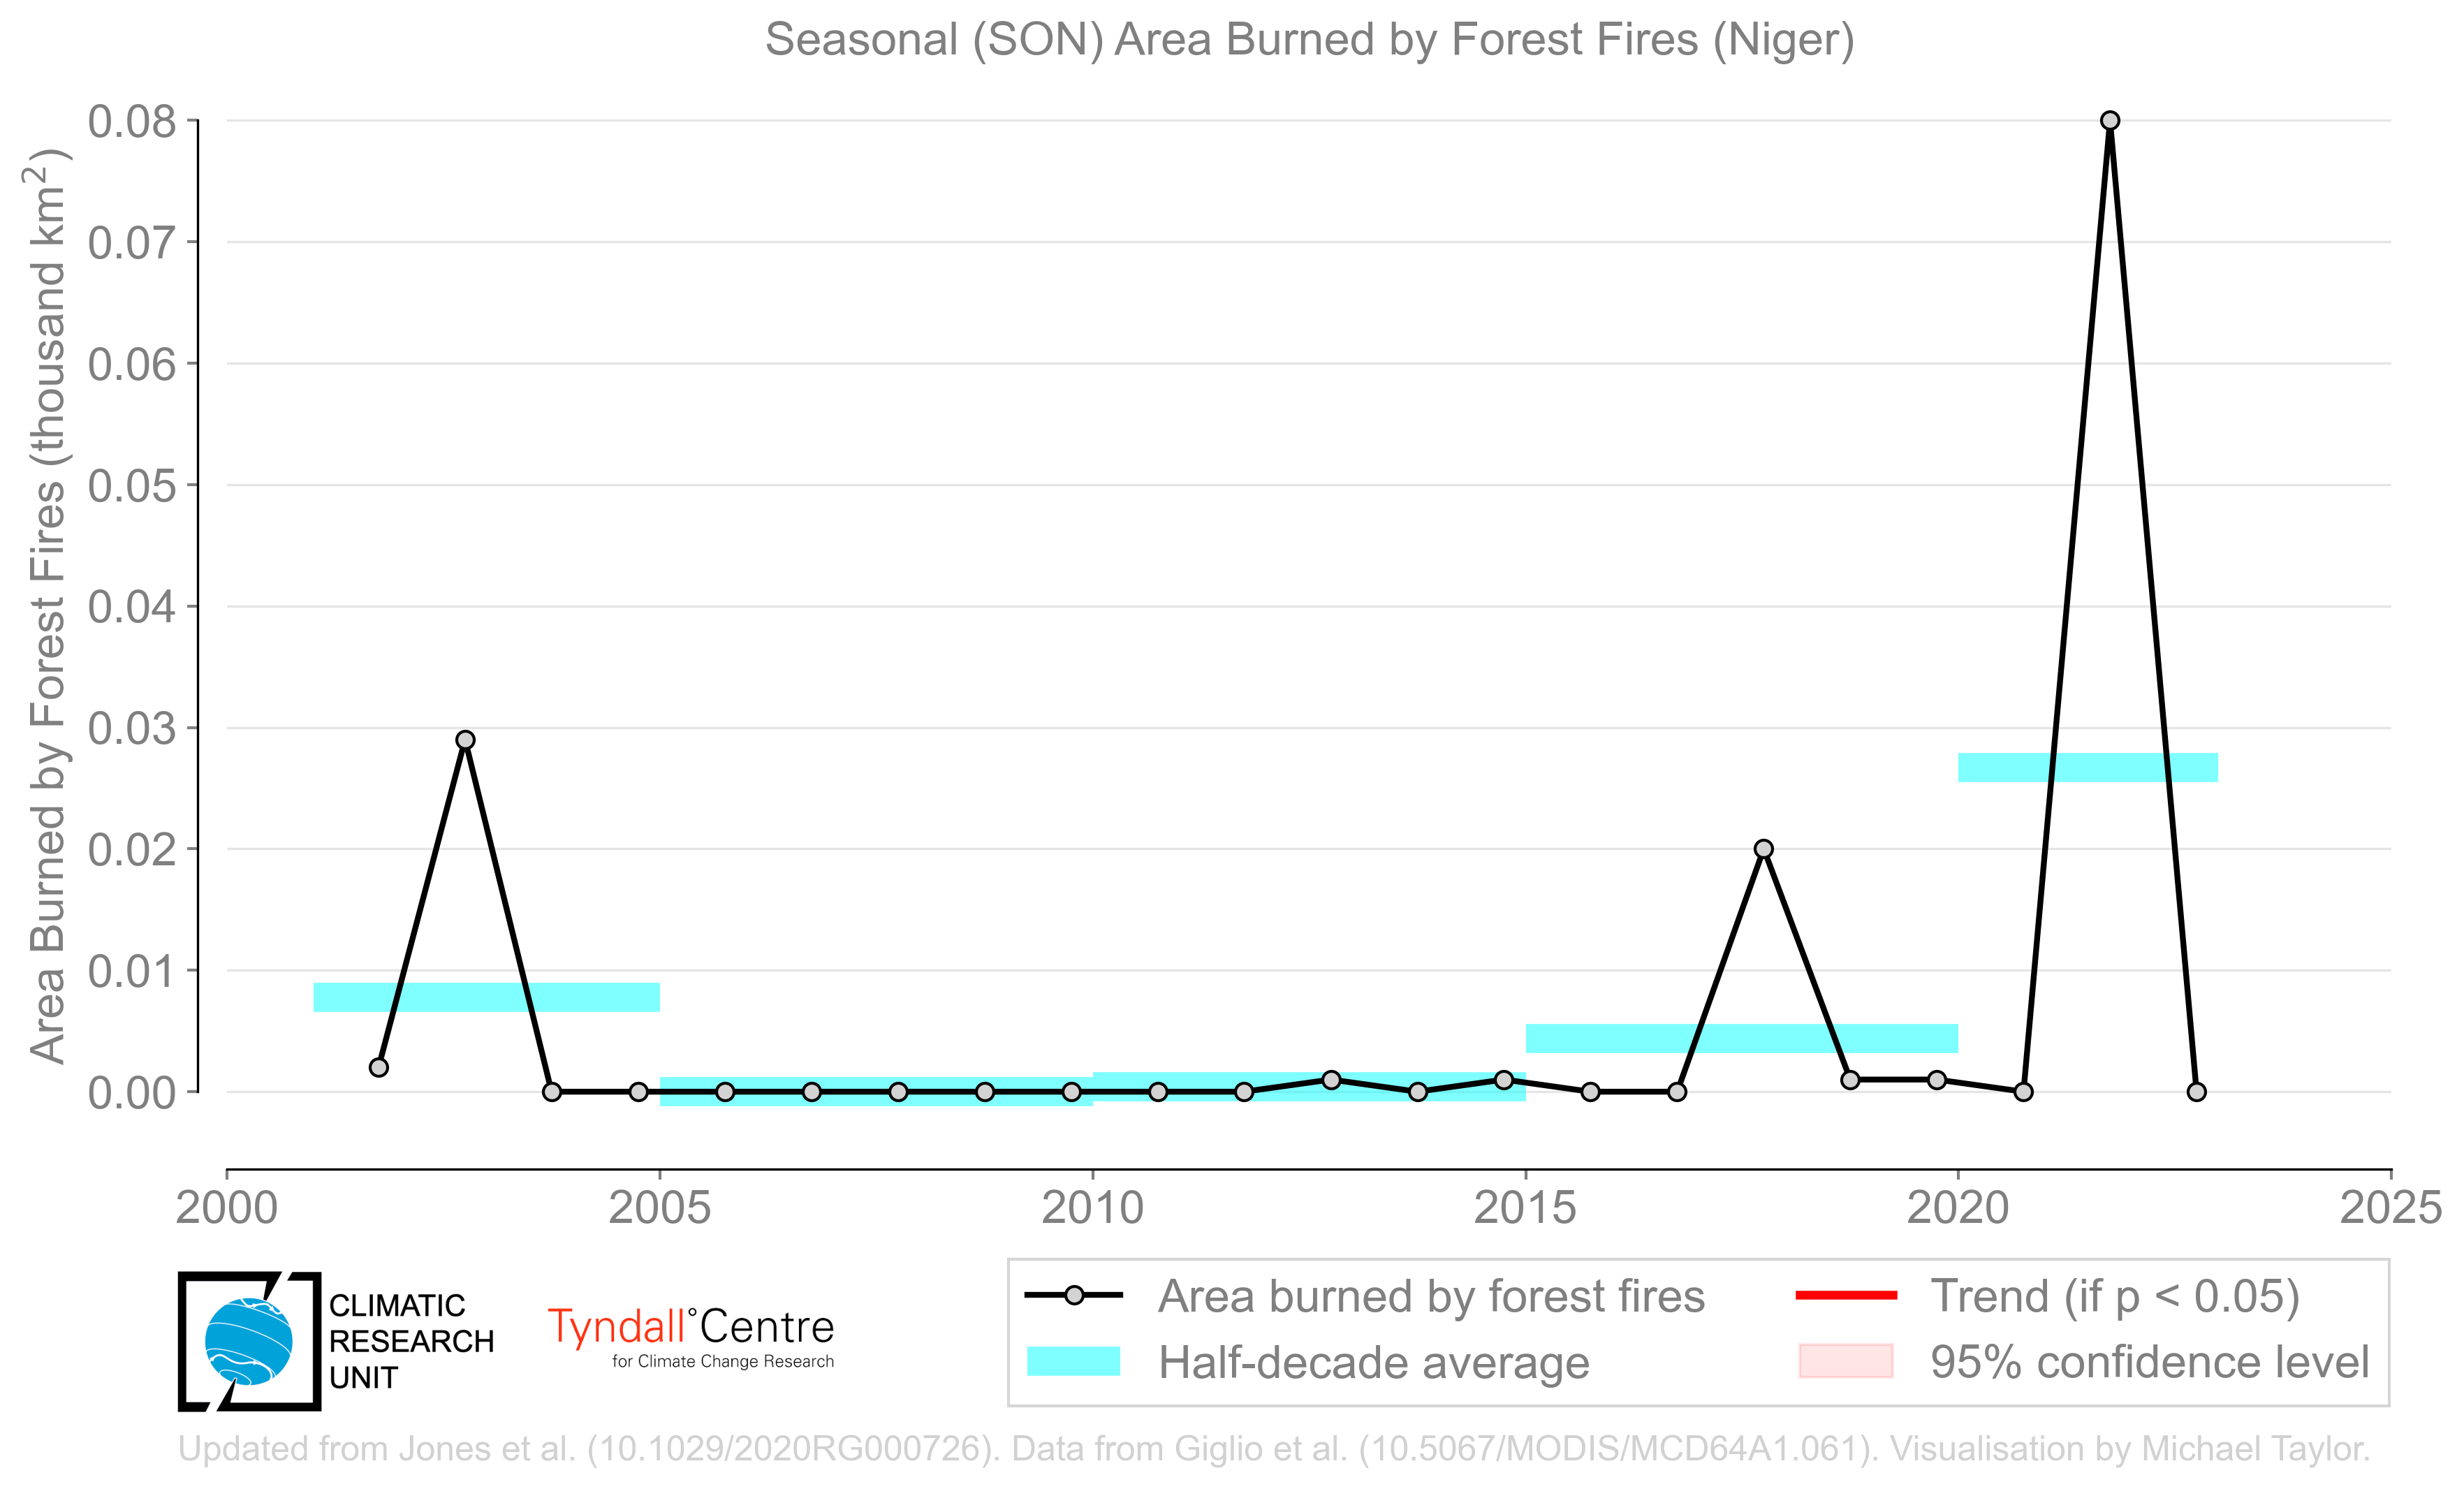 Seasonal (SON) Area Burned by Forest Fires (Niger)
Area Burned by Forest Fires (thousand km²)
0.08
0.07
0.06
0.05
0.04
0.03
0.02
0.01
0.00
2000 2005 2010 2015 2020 2025
CLIMATIC
RESEARCH
UNIT
Tyndall°Centre
for Climate Change Research
Area burned by forest fires
Half-decade average
Trend (if p < 0.05)
95% confidence level
Updated from Jones et al. (10.1029/2020RG000726). Data from Giglio et al. (10.5067/MODIS/MCD64A1.061). Visualisation by Michael Taylor.